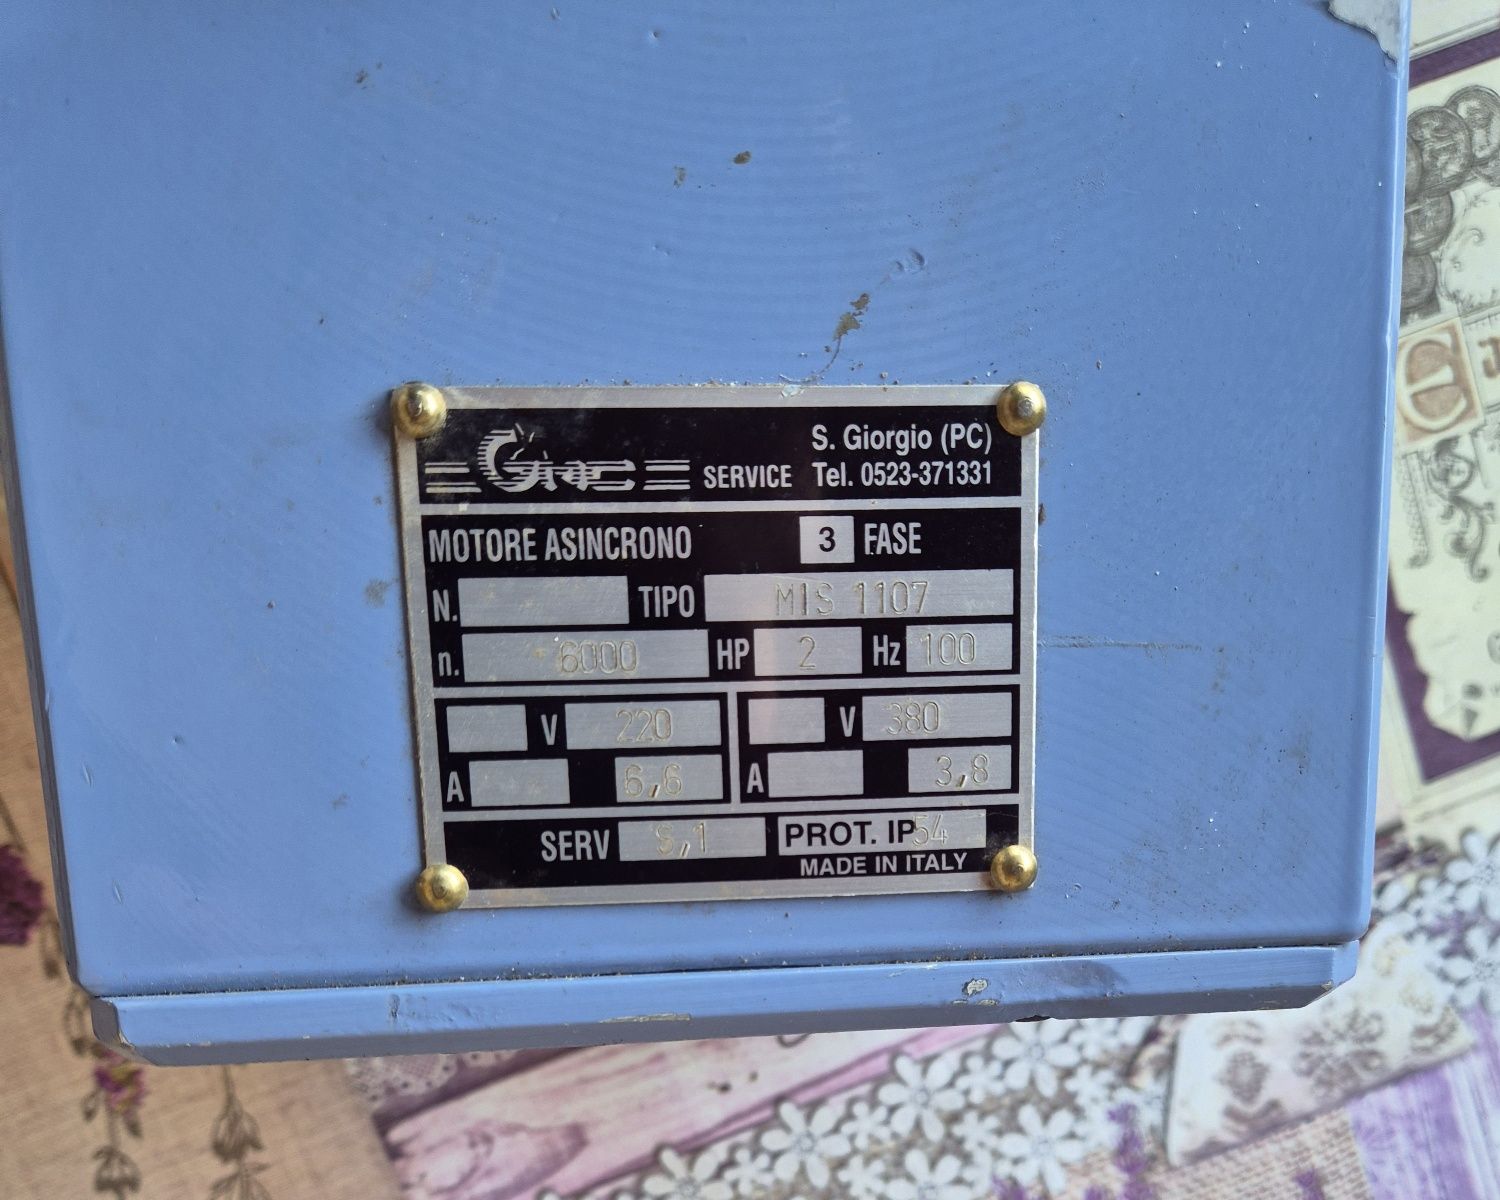 SERVICE
S. Giorgio (PC)
Tel. 0523-371331
MOTORE ASINCRONO 3 FASE
N. TIPO MIS 1107
n. 6000 HP 2 Hz 100
V 220 V 380
A 6,6 A 3,8
SERV S,1 PROT. IP54
MADE IN ITALY